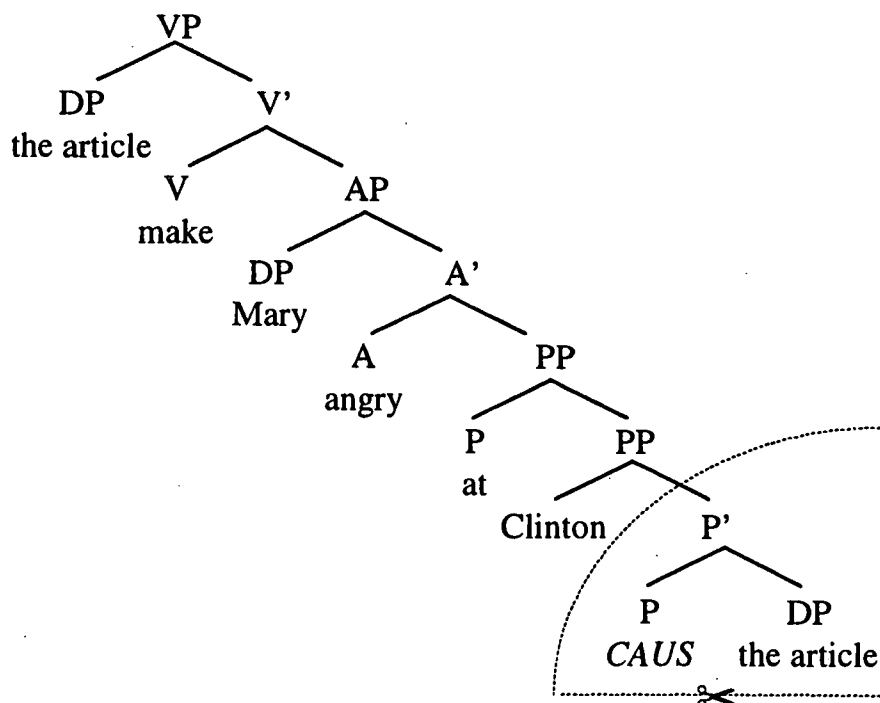 VP
DP V'
the article
V AP
make
DP A'
Mary
A PP
angry
P PP
at
Clinton P'
P DP
CAUS the article